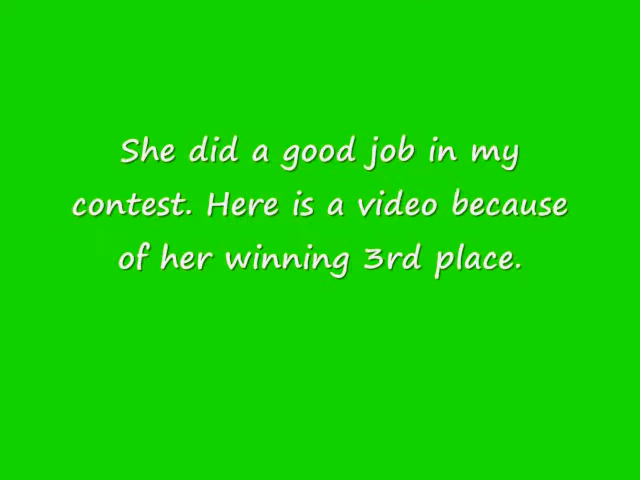 She did a good job in my
contest. Here is a video because
of her winning 3rd place.